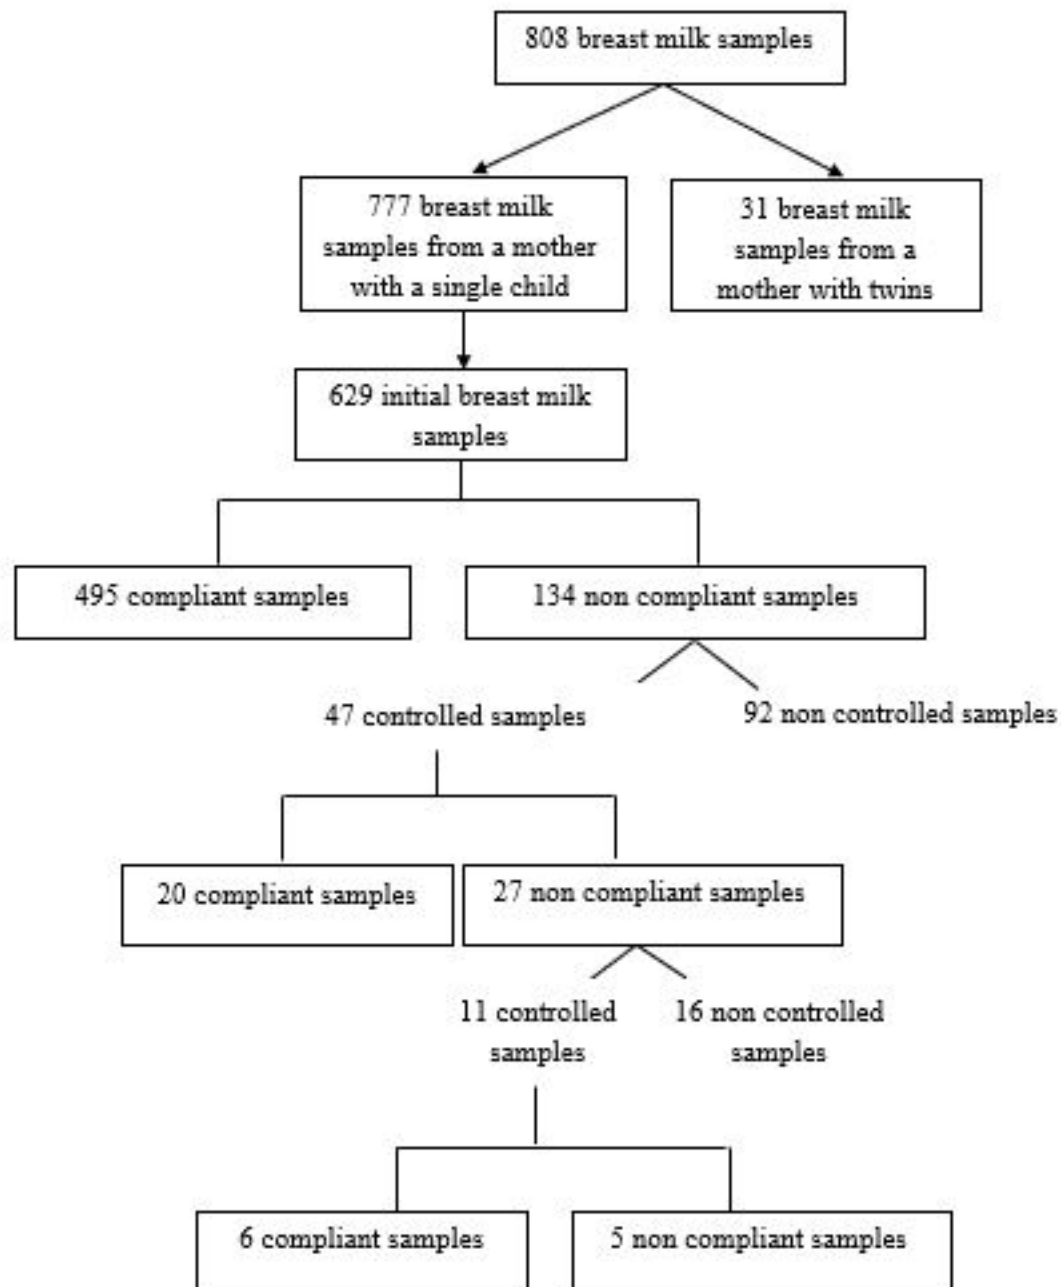 808 breast milk samples
777 breast milk
samples from a mother
with a single child
31 breast milk
samples from a
mother with twins
629 initial breast milk
samples
495 compliant samples
134 non compliant samples
47 controlled samples
92 non controlled samples
20 compliant samples
27 non compliant samples
11 controlled
samples
16 non controlled
samples
6 compliant samples
5 non compliant samples